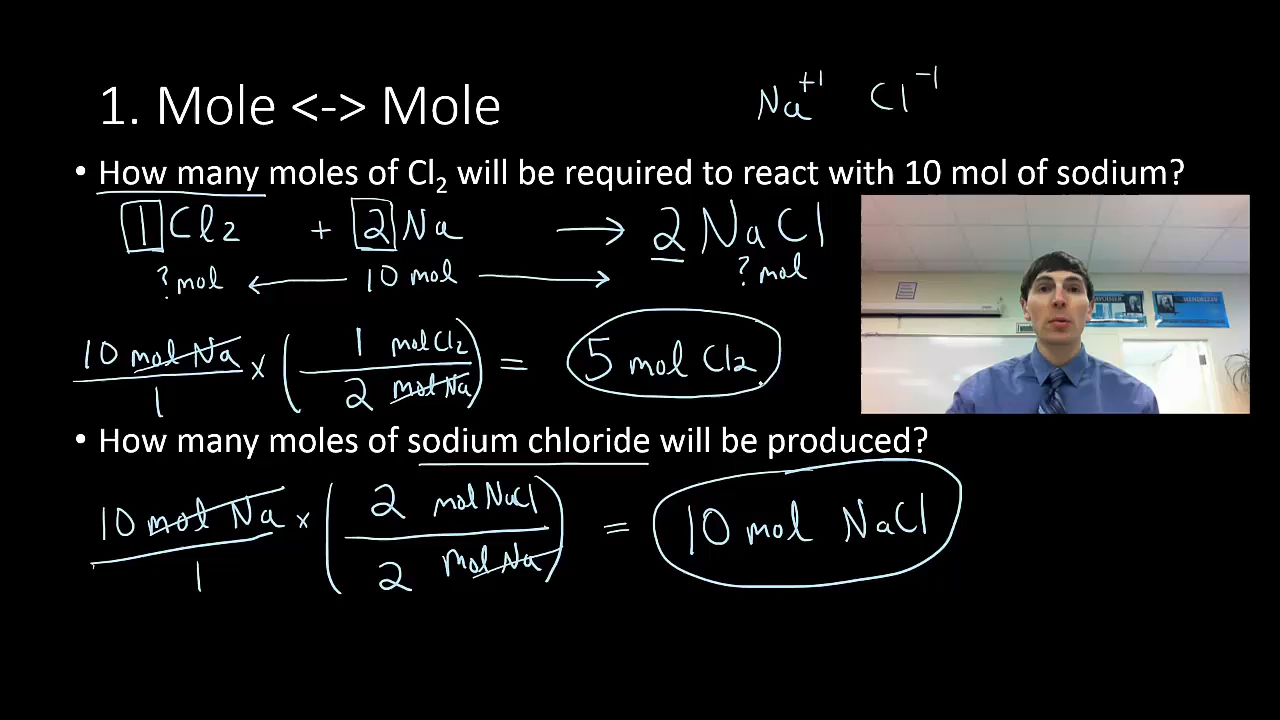 1. Mole <-> Mole
Na⁺¹ Cl⁻¹
• How many moles of Cl₂ will be required to react with 10 mol of sodium?
1 Cl₂ + 2 Na → 2 NaCl
? mol ← 10 mol → ? mol
10 mol Na / 1 × ( 1 mol Cl₂ / 2 mol Na ) = 5 mol Cl₂
• How many moles of sodium chloride will be produced?
10 mol Na / 1 × ( 2 mol NaCl / 2 mol Na ) = 10 mol NaCl
MENDELEEV